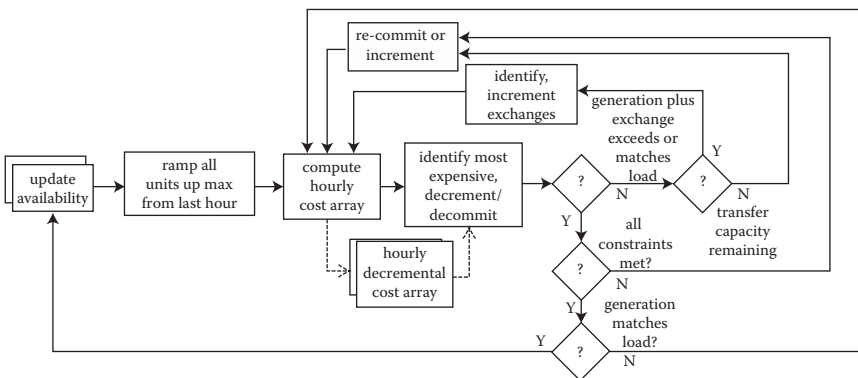 re-commit or
increment
identify,
increment
exchanges
generation plus
exchange
exceeds or
matches
load
Y
update
availability
ramp all
units up max
from last hour
compute
hourly
cost array
identify most
expensive,
decrement/
decommit
?
N
?
N
transfer
capacity
remaining
Y
all
constraints
met?
hourly
decremental
cost array
?
N
Y
generation
matches
load?
Y
?
N